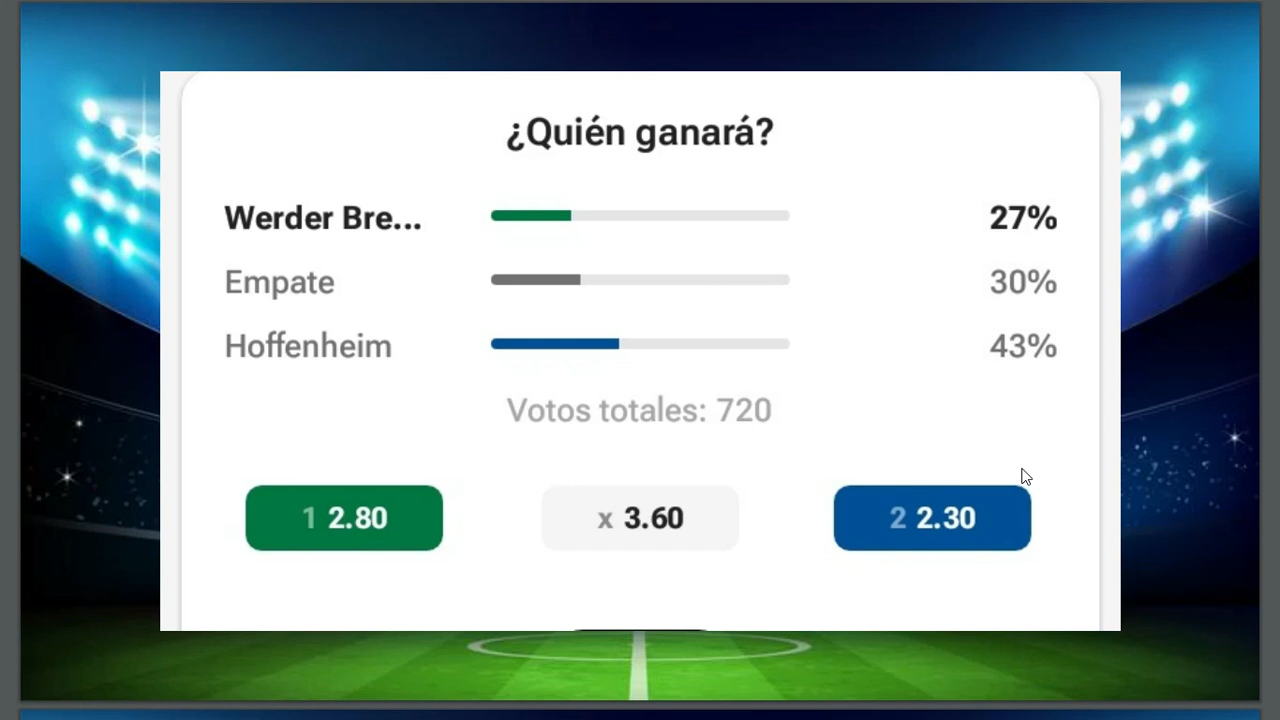 ¿Quién ganará?
Werder Bre... 27%
Empate 30%
Hoffenheim 43%
Votos totales: 720
1 2.80 x 3.60 2 2.30